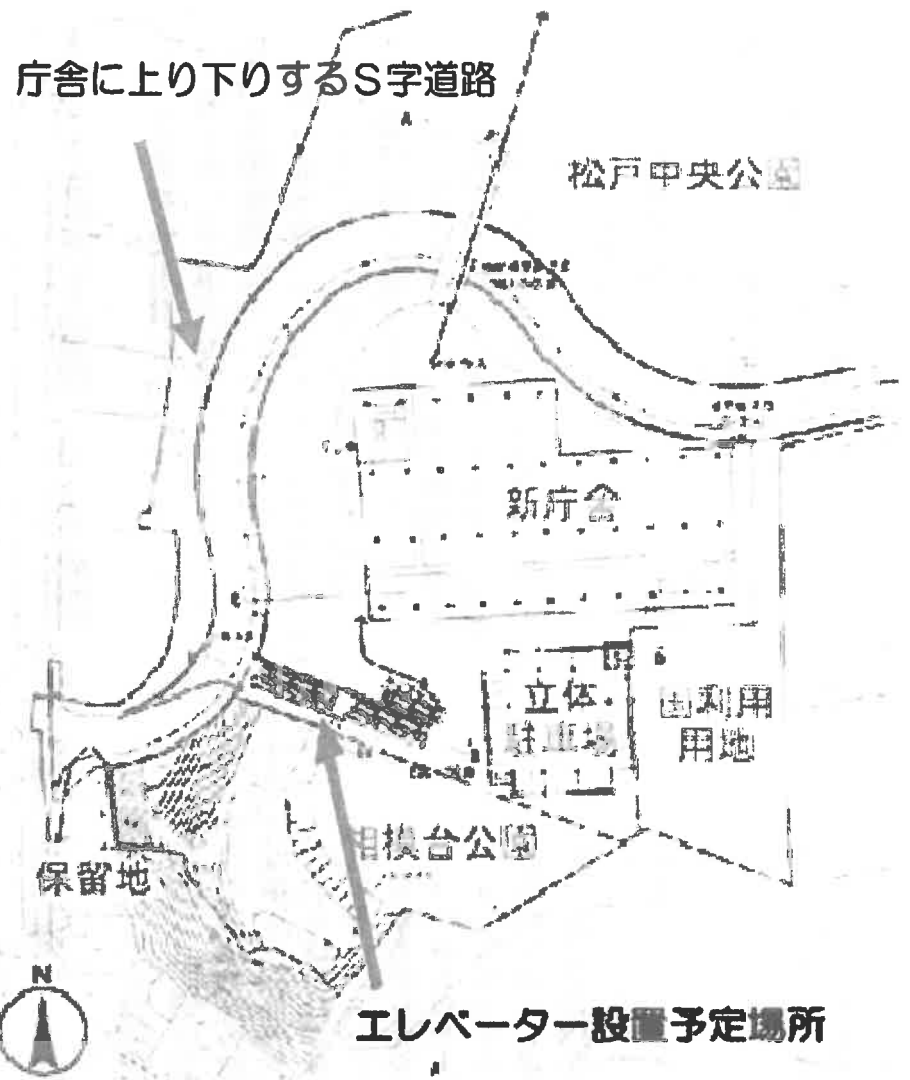 庁舎に上り下りするS字道路
松戸中央公園
新庁舎
立体
駐車場
国利用
用地
相模台公園
保留地
N
エレベーター設置予定場所